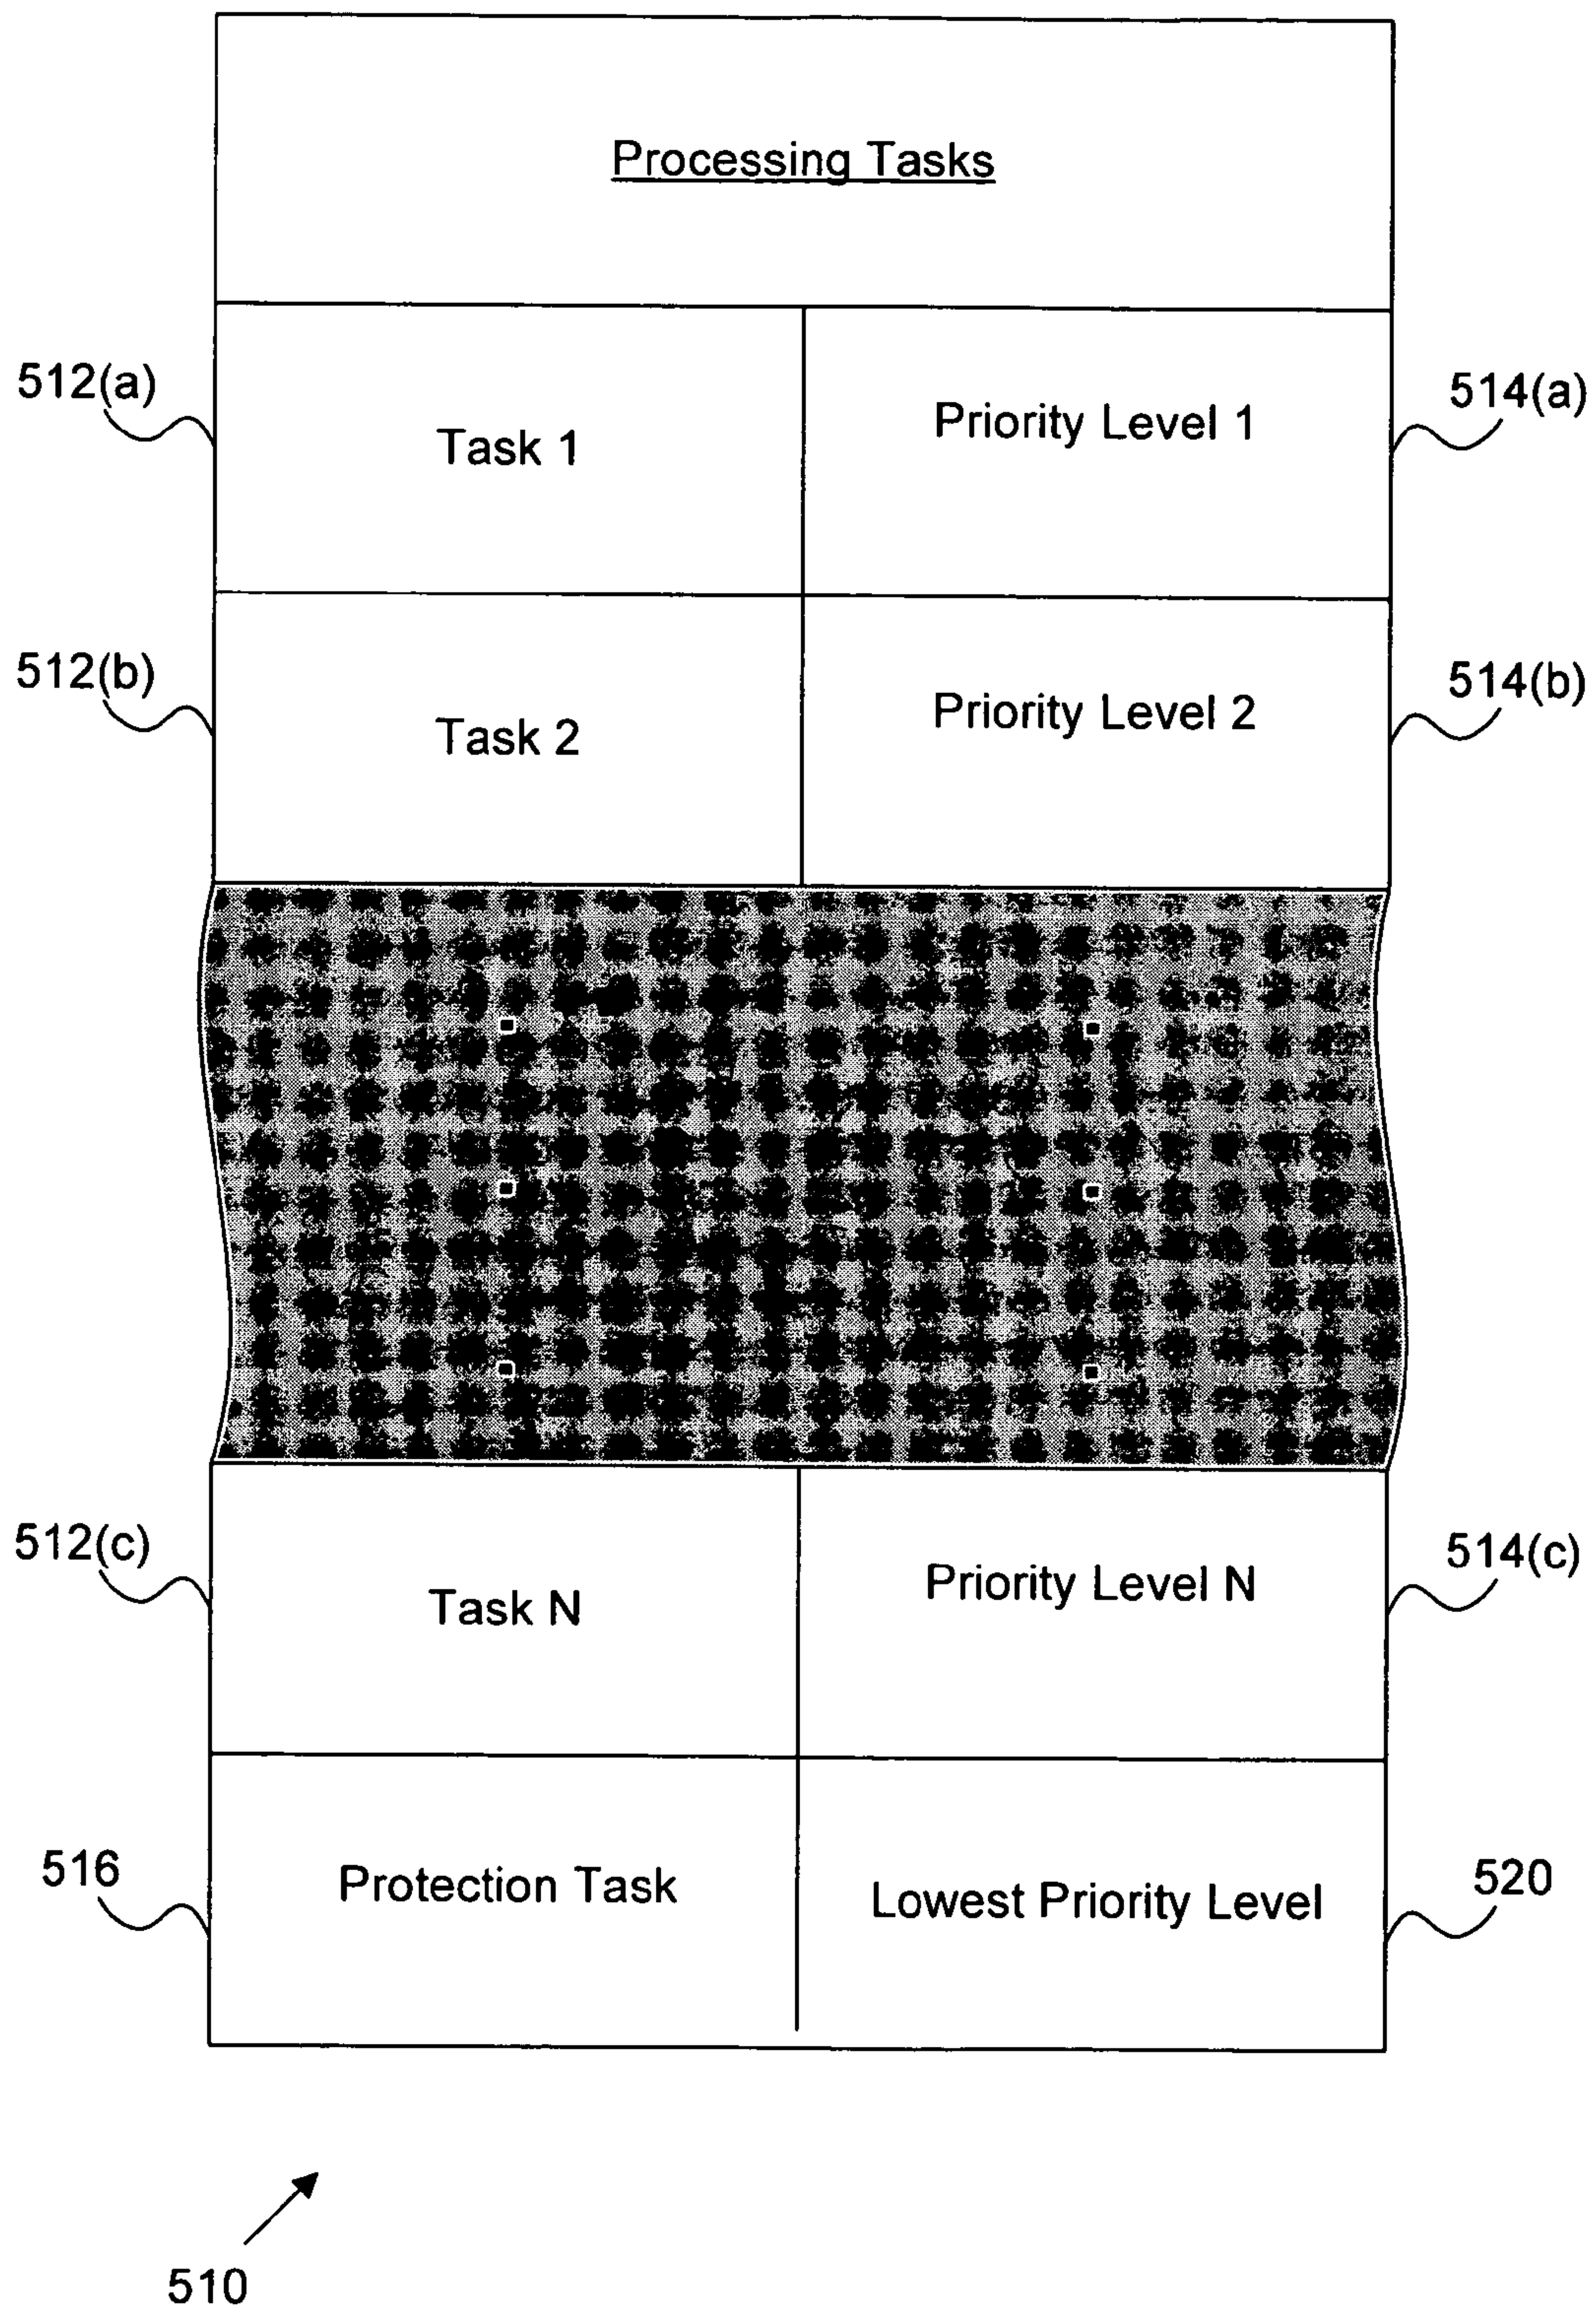 Processing Tasks
512(a)
Task 1
Priority Level 1
514(a)
512(b)
Task 2
Priority Level 2
514(b)
512(c)
Task N
Priority Level N
514(c)
516
Protection Task
Lowest Priority Level
520
510